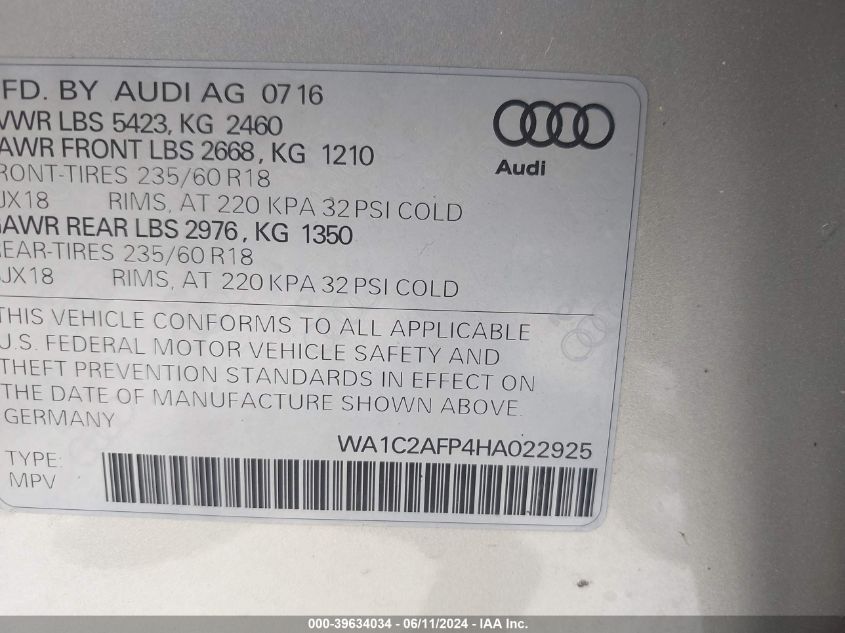 FD. BY AUDI AG 07 16
VWR LBS 5423, KG 2460
AWR FRONT LBS 2668, KG 1210
RONT-TIRES 235/60 R18
JX18 RIMS, AT 220 KPA 32 PSI COLD
AWR REAR LBS 2976, KG 1350
EAR-TIRES 235/60 R18
JX18 RIMS, AT 220 KPA 32 PSI COLD
Audi
THIS VEHICLE CONFORMS TO ALL APPLICABLE
U.S. FEDERAL MOTOR VEHICLE SAFETY AND
THEFT PREVENTION STANDARDS IN EFFECT ON
THE DATE OF MANUFACTURE SHOWN ABOVE.
GERMANY
WA1C2AFP4HA022925
TYPE:
MPV
000-39634034 - 06/11/2024 - IAA Inc.